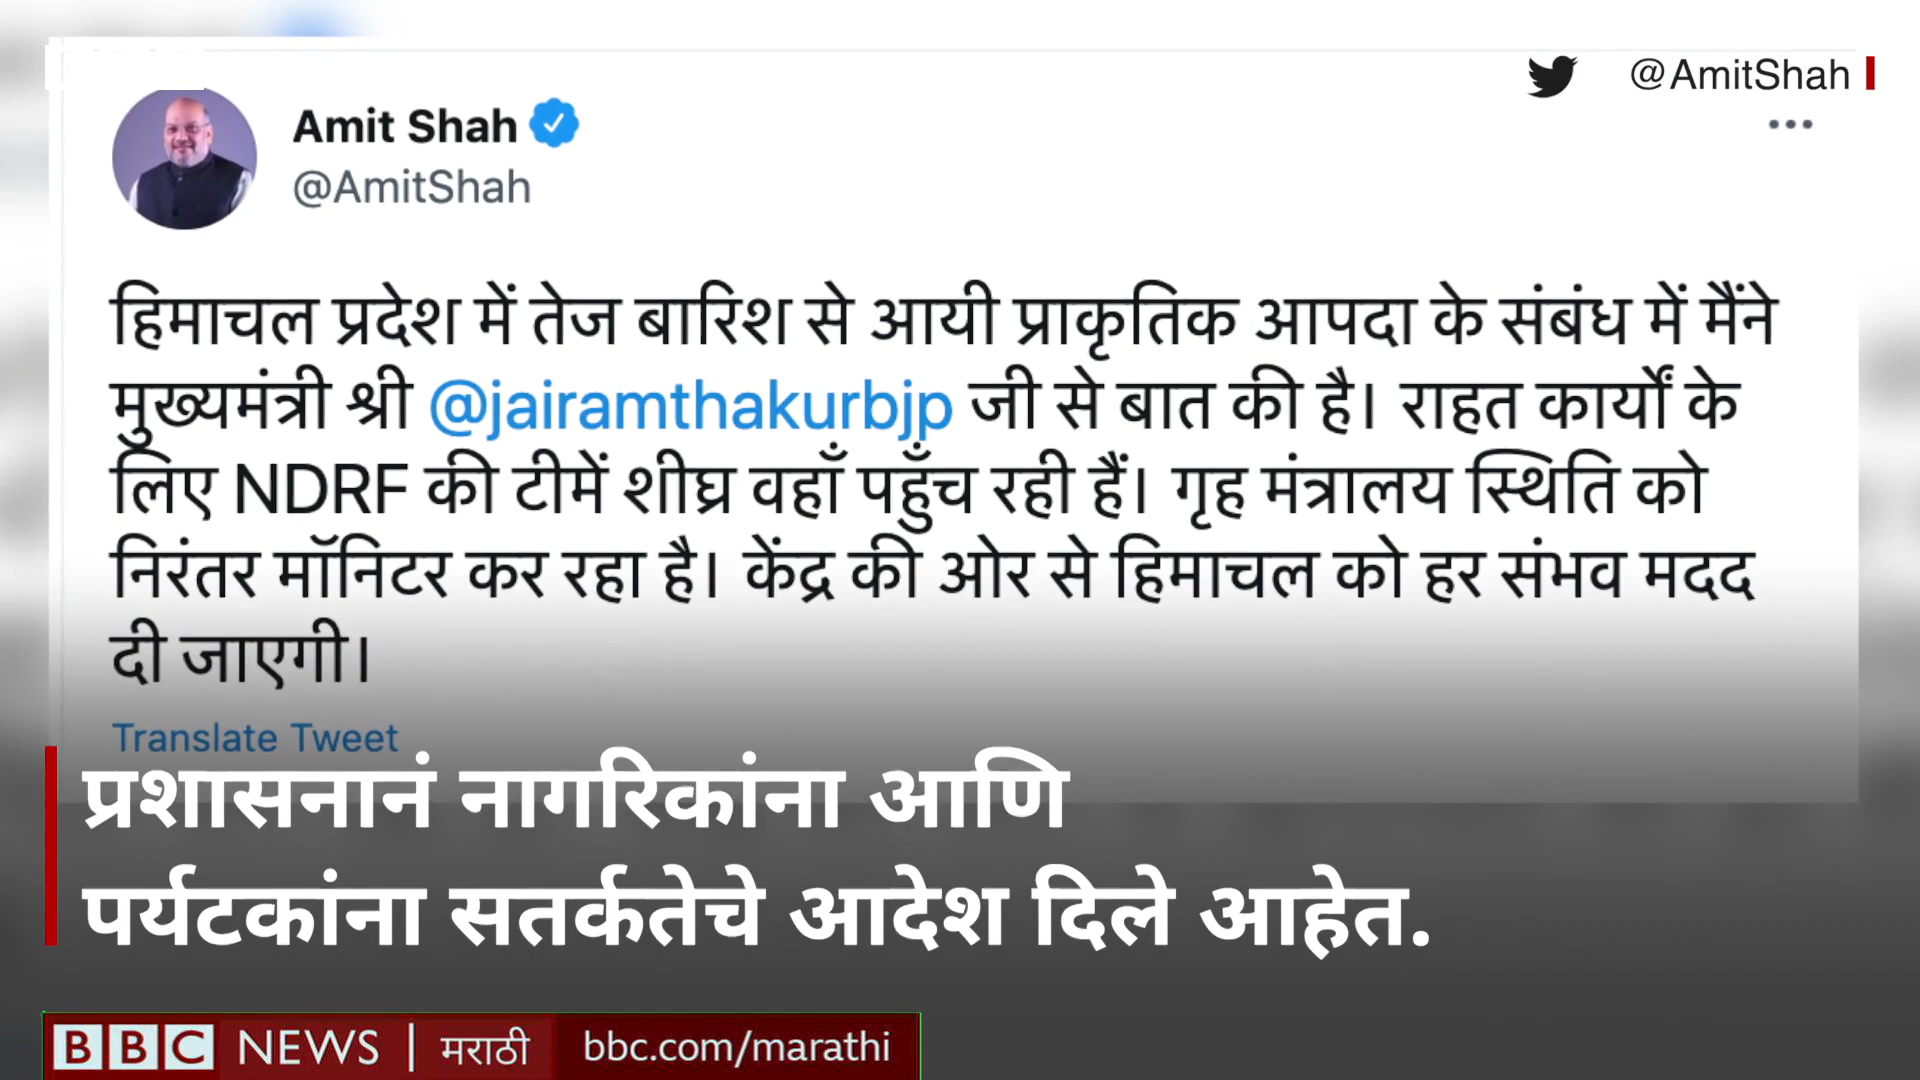 @AmitShah
Amit Shah
@AmitShah
हिमाचल प्रदेश में तेज बारिश से आयी प्राकृतिक आपदा के संबंध में मैंने
मुख्यमंत्री श्री @jairamthakurbjp जी से बात की है। राहत कार्यों के
लिए NDRF की टीमें शीघ्र वहाँ पहुँच रही हैं। गृह मंत्रालय स्थिति को
निरंतर मॉनिटर कर रहा है। केंद्र की ओर से हिमाचल को हर संभव मदद
दी जाएगी।
Translate Tweet
प्रशासनानं नागरिकांना आणि
पर्यटकांना सतर्कतेचे आदेश दिले आहेत.
BBC NEWS | मराठी bbc.com/marathi